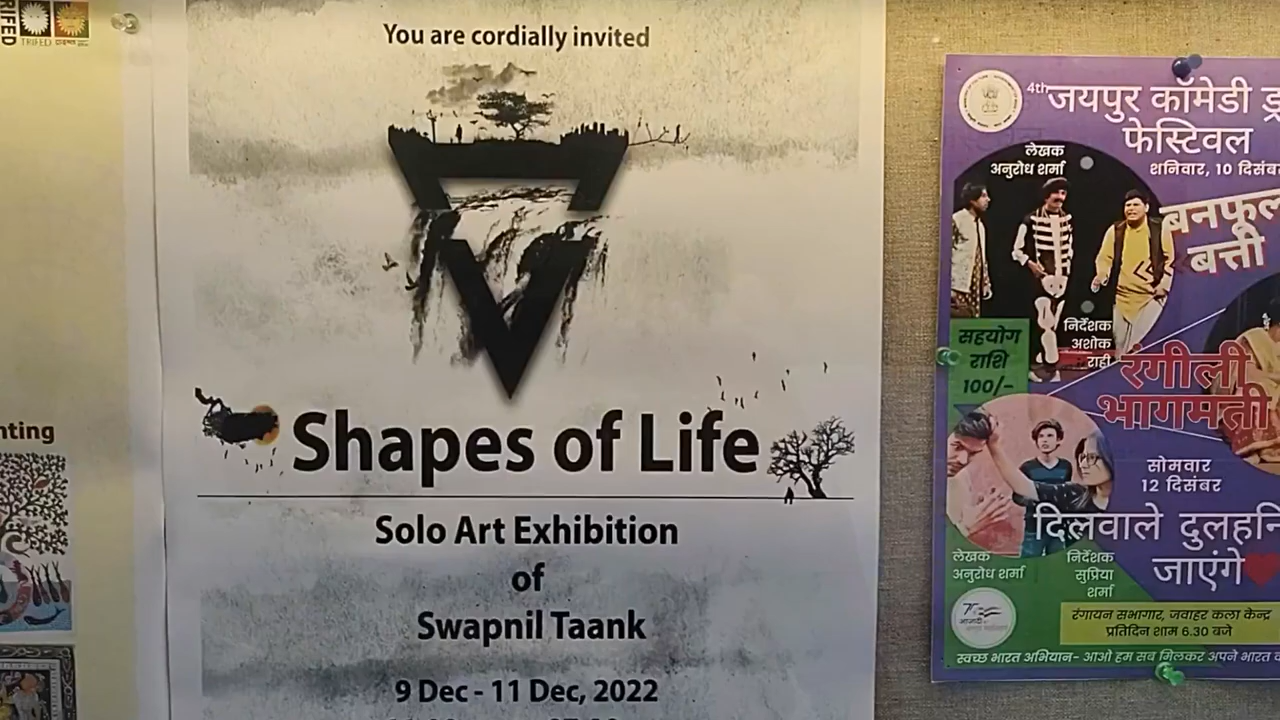 TRIFED
You are cordially invited
Shapes of Life
Solo Art Exhibition
of
Swapnil Taank
9 Dec - 11 Dec, 2022
nting
4th जयपुर कॉमेडी
फेस्टिवल
शनिवार, 10 दिसंबर
लेखक
अनुरोध शर्मा
बनफूल
बत्ती
निर्देशक
अशोक
राही
सहयोग
राशि
100/-
रंगीली
भागमती
सोमवार
12 दिसंबर
दिलवाले दुलहनि
जाएंगे
लेखक
अनुरोध शर्मा
निर्देशक
सुप्रिया
शर्मा
रंगायन सभागार, जवाहर कला केन्द्र
प्रतिदिन शाम 6.30 बजे
स्वच्छ भारत अभियान- आओ हम सब मिलकर अपने भारत